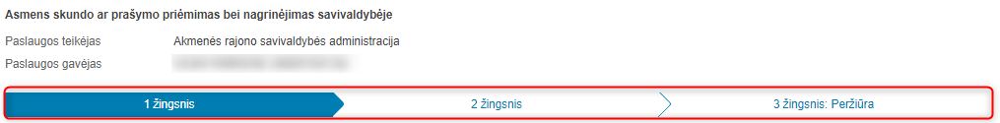 Asmens skundo ar prašymo priėmimas bei nagrinėjimas savivaldybėje
Paslaugos teikėjas Akmenės rajono savivaldybės administracija
Paslaugos gavėjas
1 žingsnis 2 žingsnis 3 žingsnis: Peržiūra